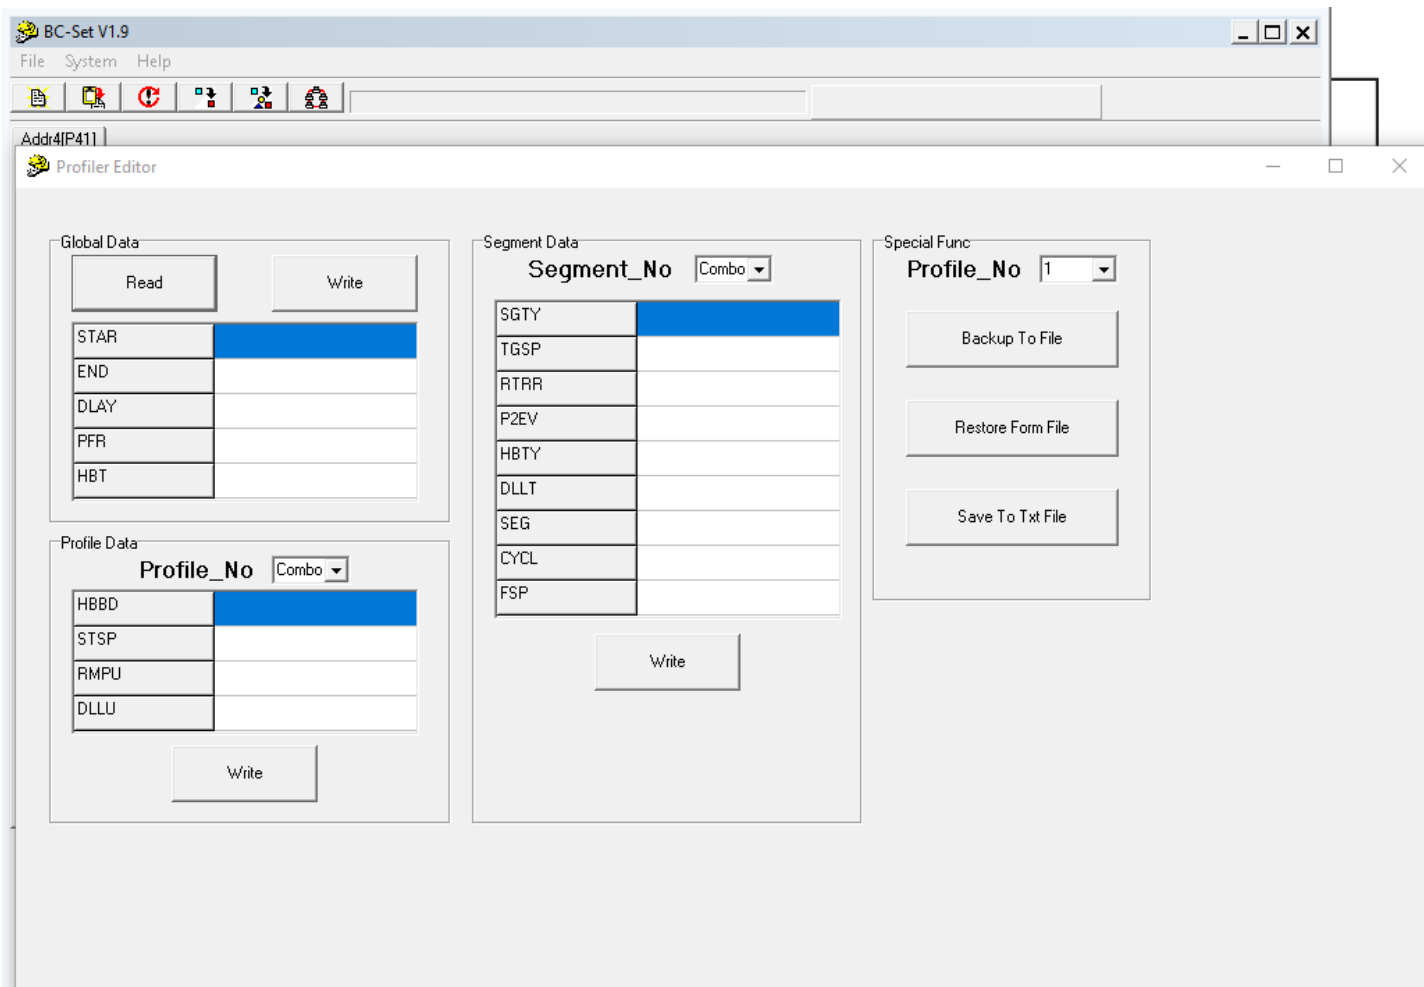 BC-Set V1.9
File System Help
Addr4[P41]
Profiler Editor
Global Data
Read Write
STAR
END
DLAY
PFR
HBT
Profile Data
Profile_No Combo
HBBD
STSP
RMPU
DLLU
Write
Segment Data
Segment_No Combo
SGTY
TGSP
RTRR
P2EV
HBTY
DLLT
SEG
CYCL
FSP
Write
Special Func
Profile_No 1
Backup To File
Restore Form File
Save To Txt File